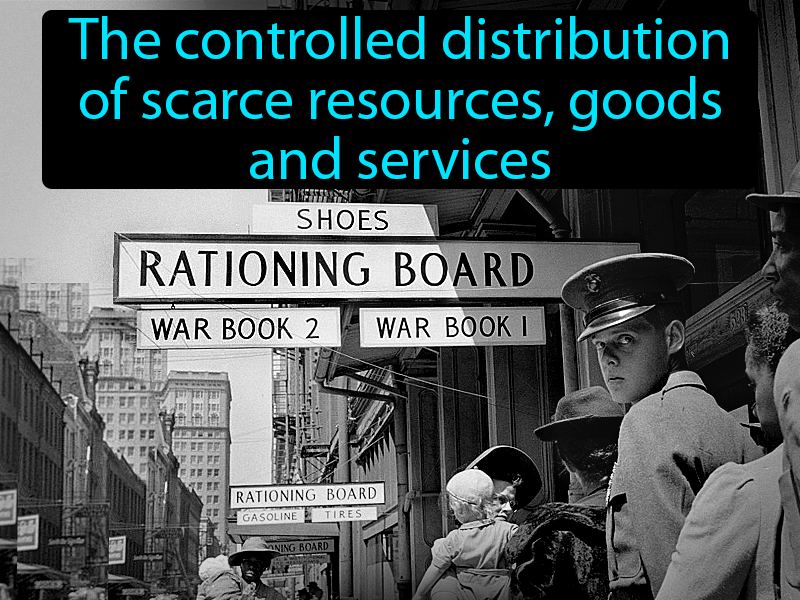 The controlled distribution
of scarce resources, goods
and services
SHOES
RATIONING BOARD
WAR BOOK 2
WAR BOOK 1
RATIONING BOARD
GASOLINE
TIRES
RATIONING BOARD